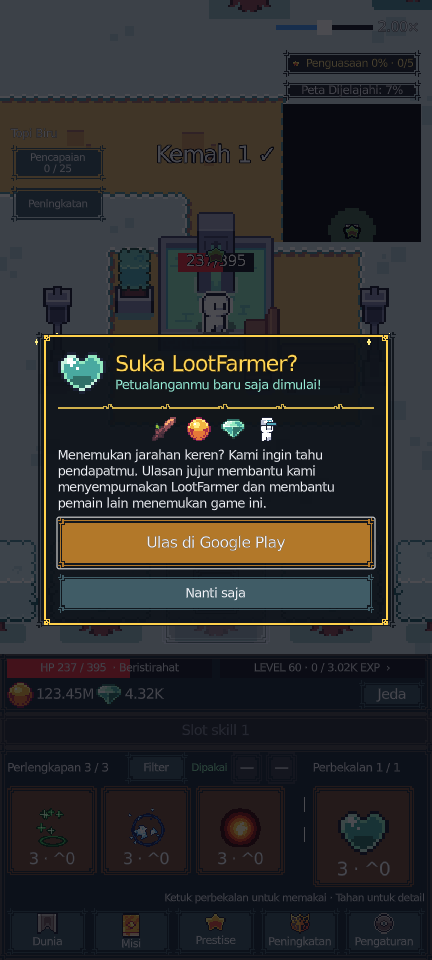 2.00×
Penguasaan 0% · 0/5
Peta Dijelajahi: 7%
Pencapaian
0 / 25
Kemah 1 ✓
Peningkatan
237/395
Suka LootFarmer?
Petualanganmu baru saja dimulai!
Menemukan jarahan keren? Kami ingin tahu
pendapatmu. Ulasan jujur membantu kami
menyempurnakan LootFarmer dan membantu
pemain lain menemukan game ini.
Ulas di Google Play
Nanti saja
HP 237 / 395 · Beristirahat
LEVEL 60 · 0 / 3.02K EXP ›
123.45M
4.32K
Jeda
Slot skill 1
Perlengkapan 3 / 3
Filter
Dipakai
— —
Perbekalan 1 / 1
3 · ^0
3 · ^0
3 · ^0
3 · ^0
Ketuk perbekalan untuk memakai · Tahan untuk detail
Dunia
Misi
Prestise
Peningkatan
Pengaturan